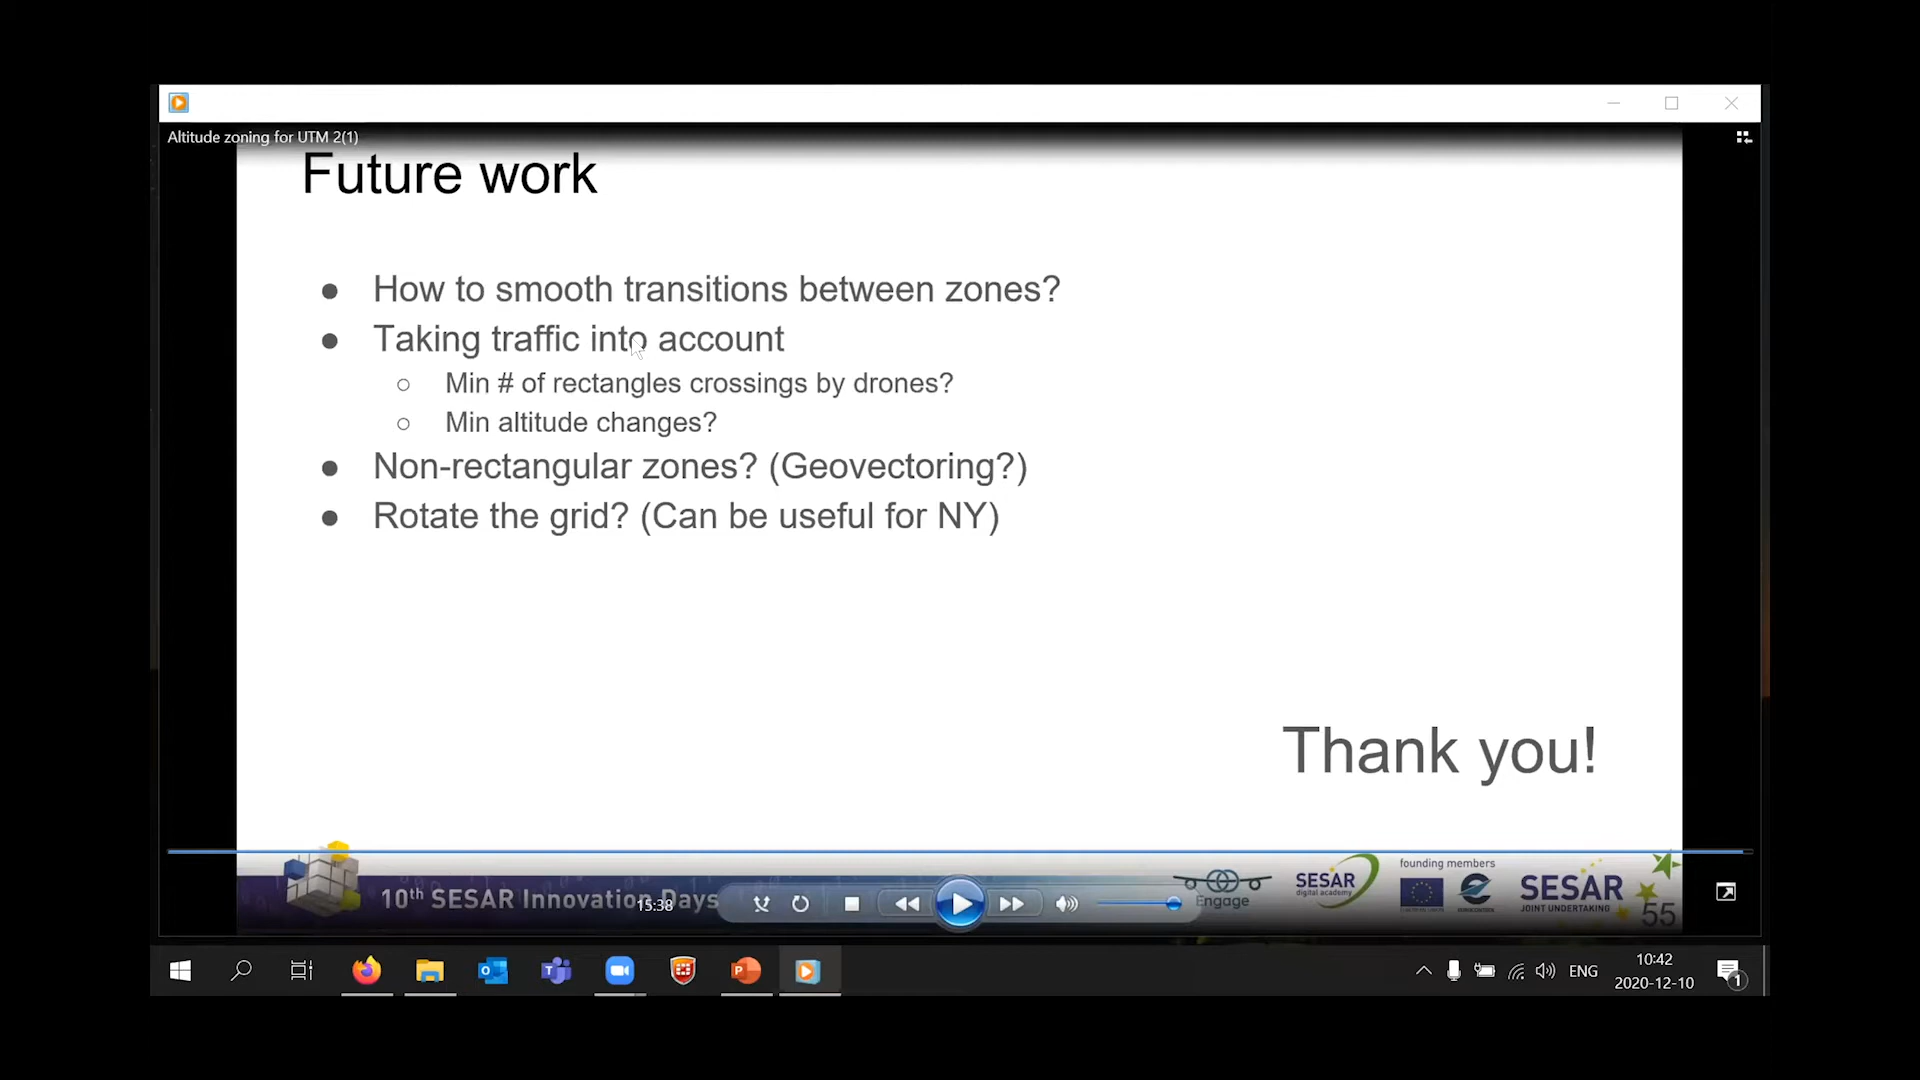 Altitude zoning for UTM 2(1)
Future work
● How to smooth transitions between zones?
● Taking traffic into account
○ Min # of rectangles crossings by drones?
○ Min altitude changes?
● Non-rectangular zones? (Geovectoring?)
● Rotate the grid? (Can be useful for NY)
Thank you!
10th SESAR Innovation Days
15:38
Engage
SESAR
digital academy
founding members
SESAR
JOINT UNDERTAKING
55
ENG
10:42
2020-12-10
1